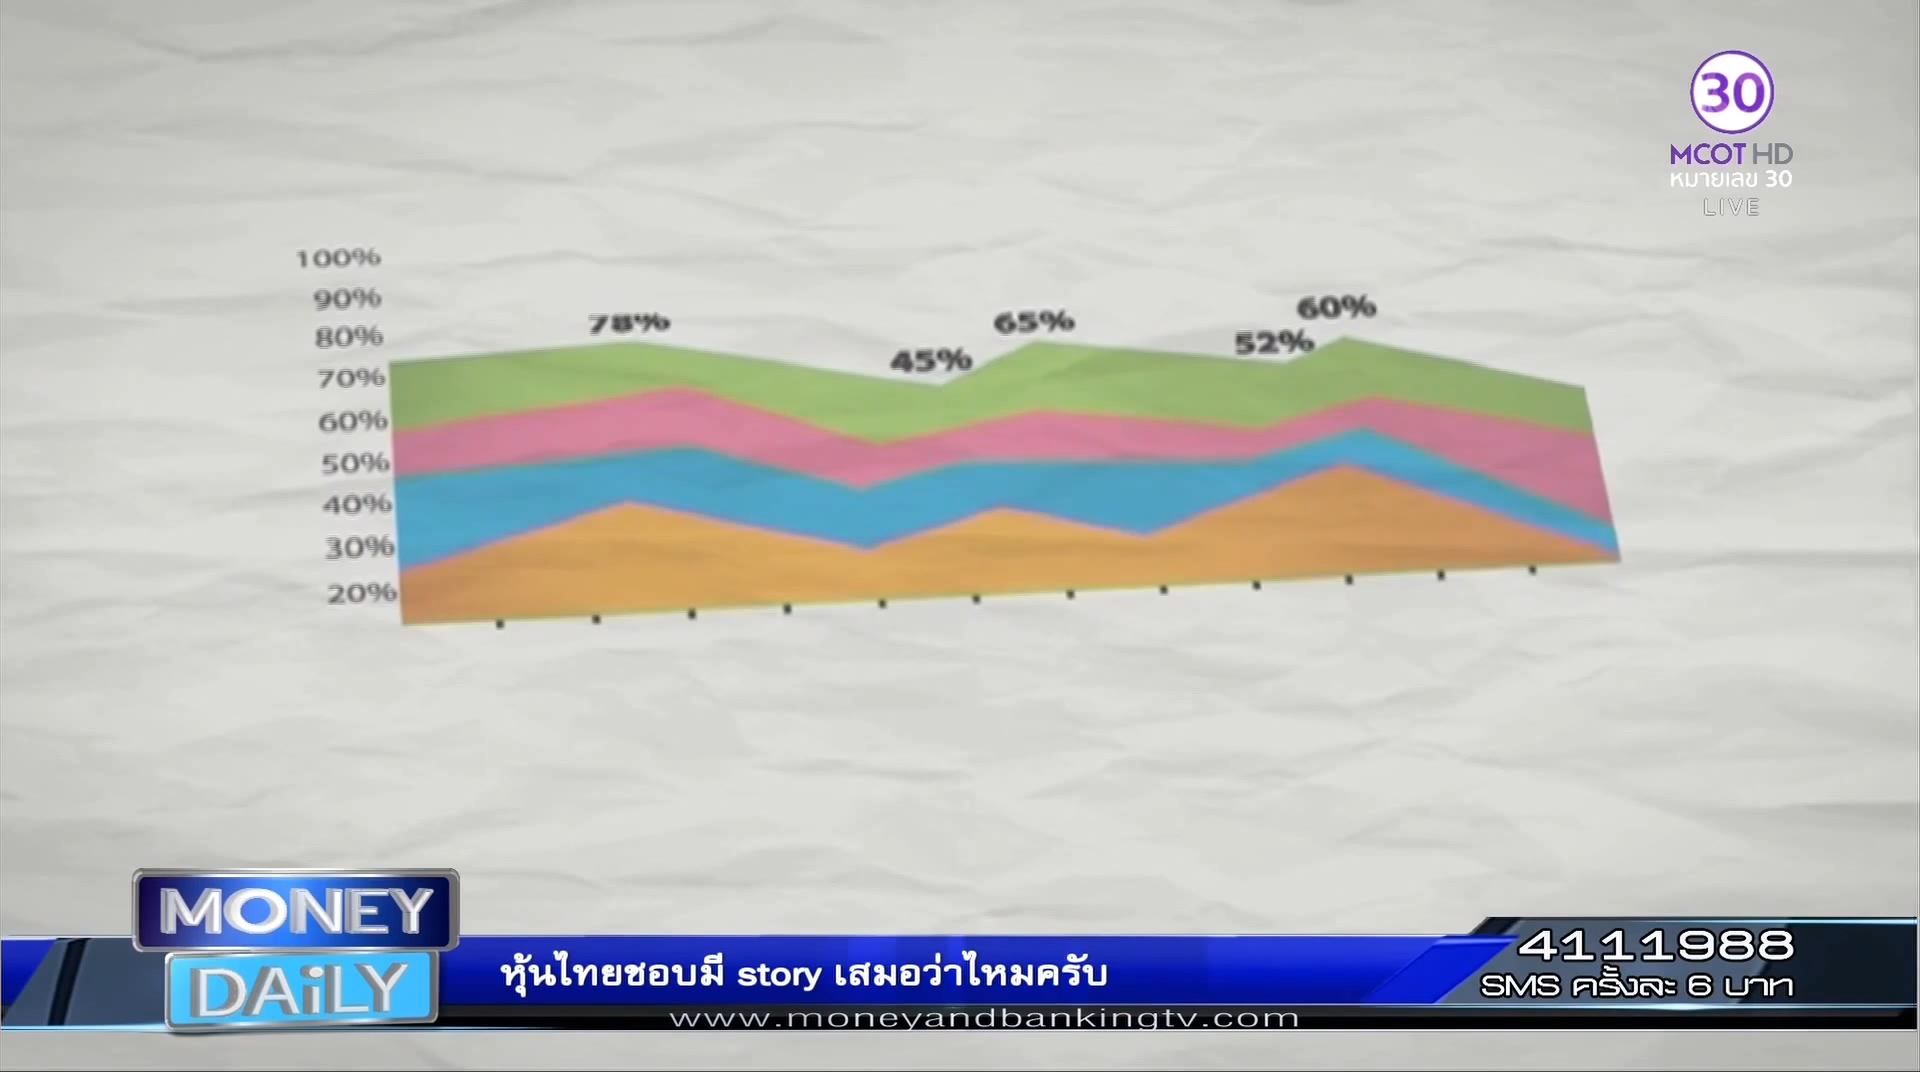 30
MCOT HD
หมายเลข 30
LIVE
100%
90%
80%
70%
60%
50%
40%
30%
20%
78%
45%
65%
52%
60%
MONEY
DAiLY
หุ้นไทยชอบมี story เสมอว่าไหมครับ
4111988
SMS ครั้งละ 6 บาท
www.moneyandbankingtv.com